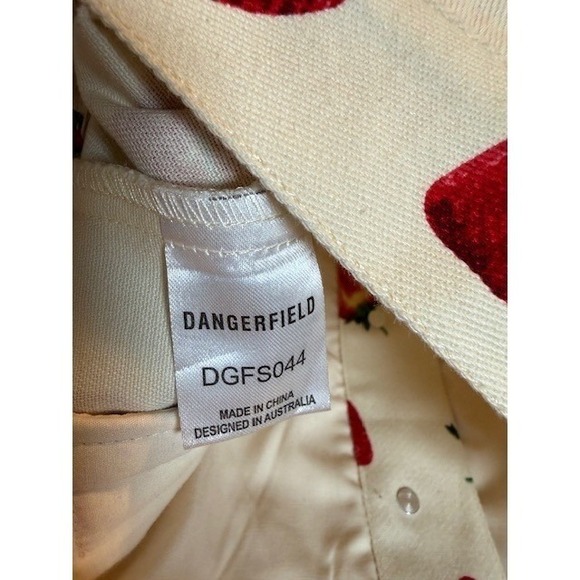 DANGERFIELD
DGFS044
MADE IN CHINA
DESIGNED IN AUSTRALIA